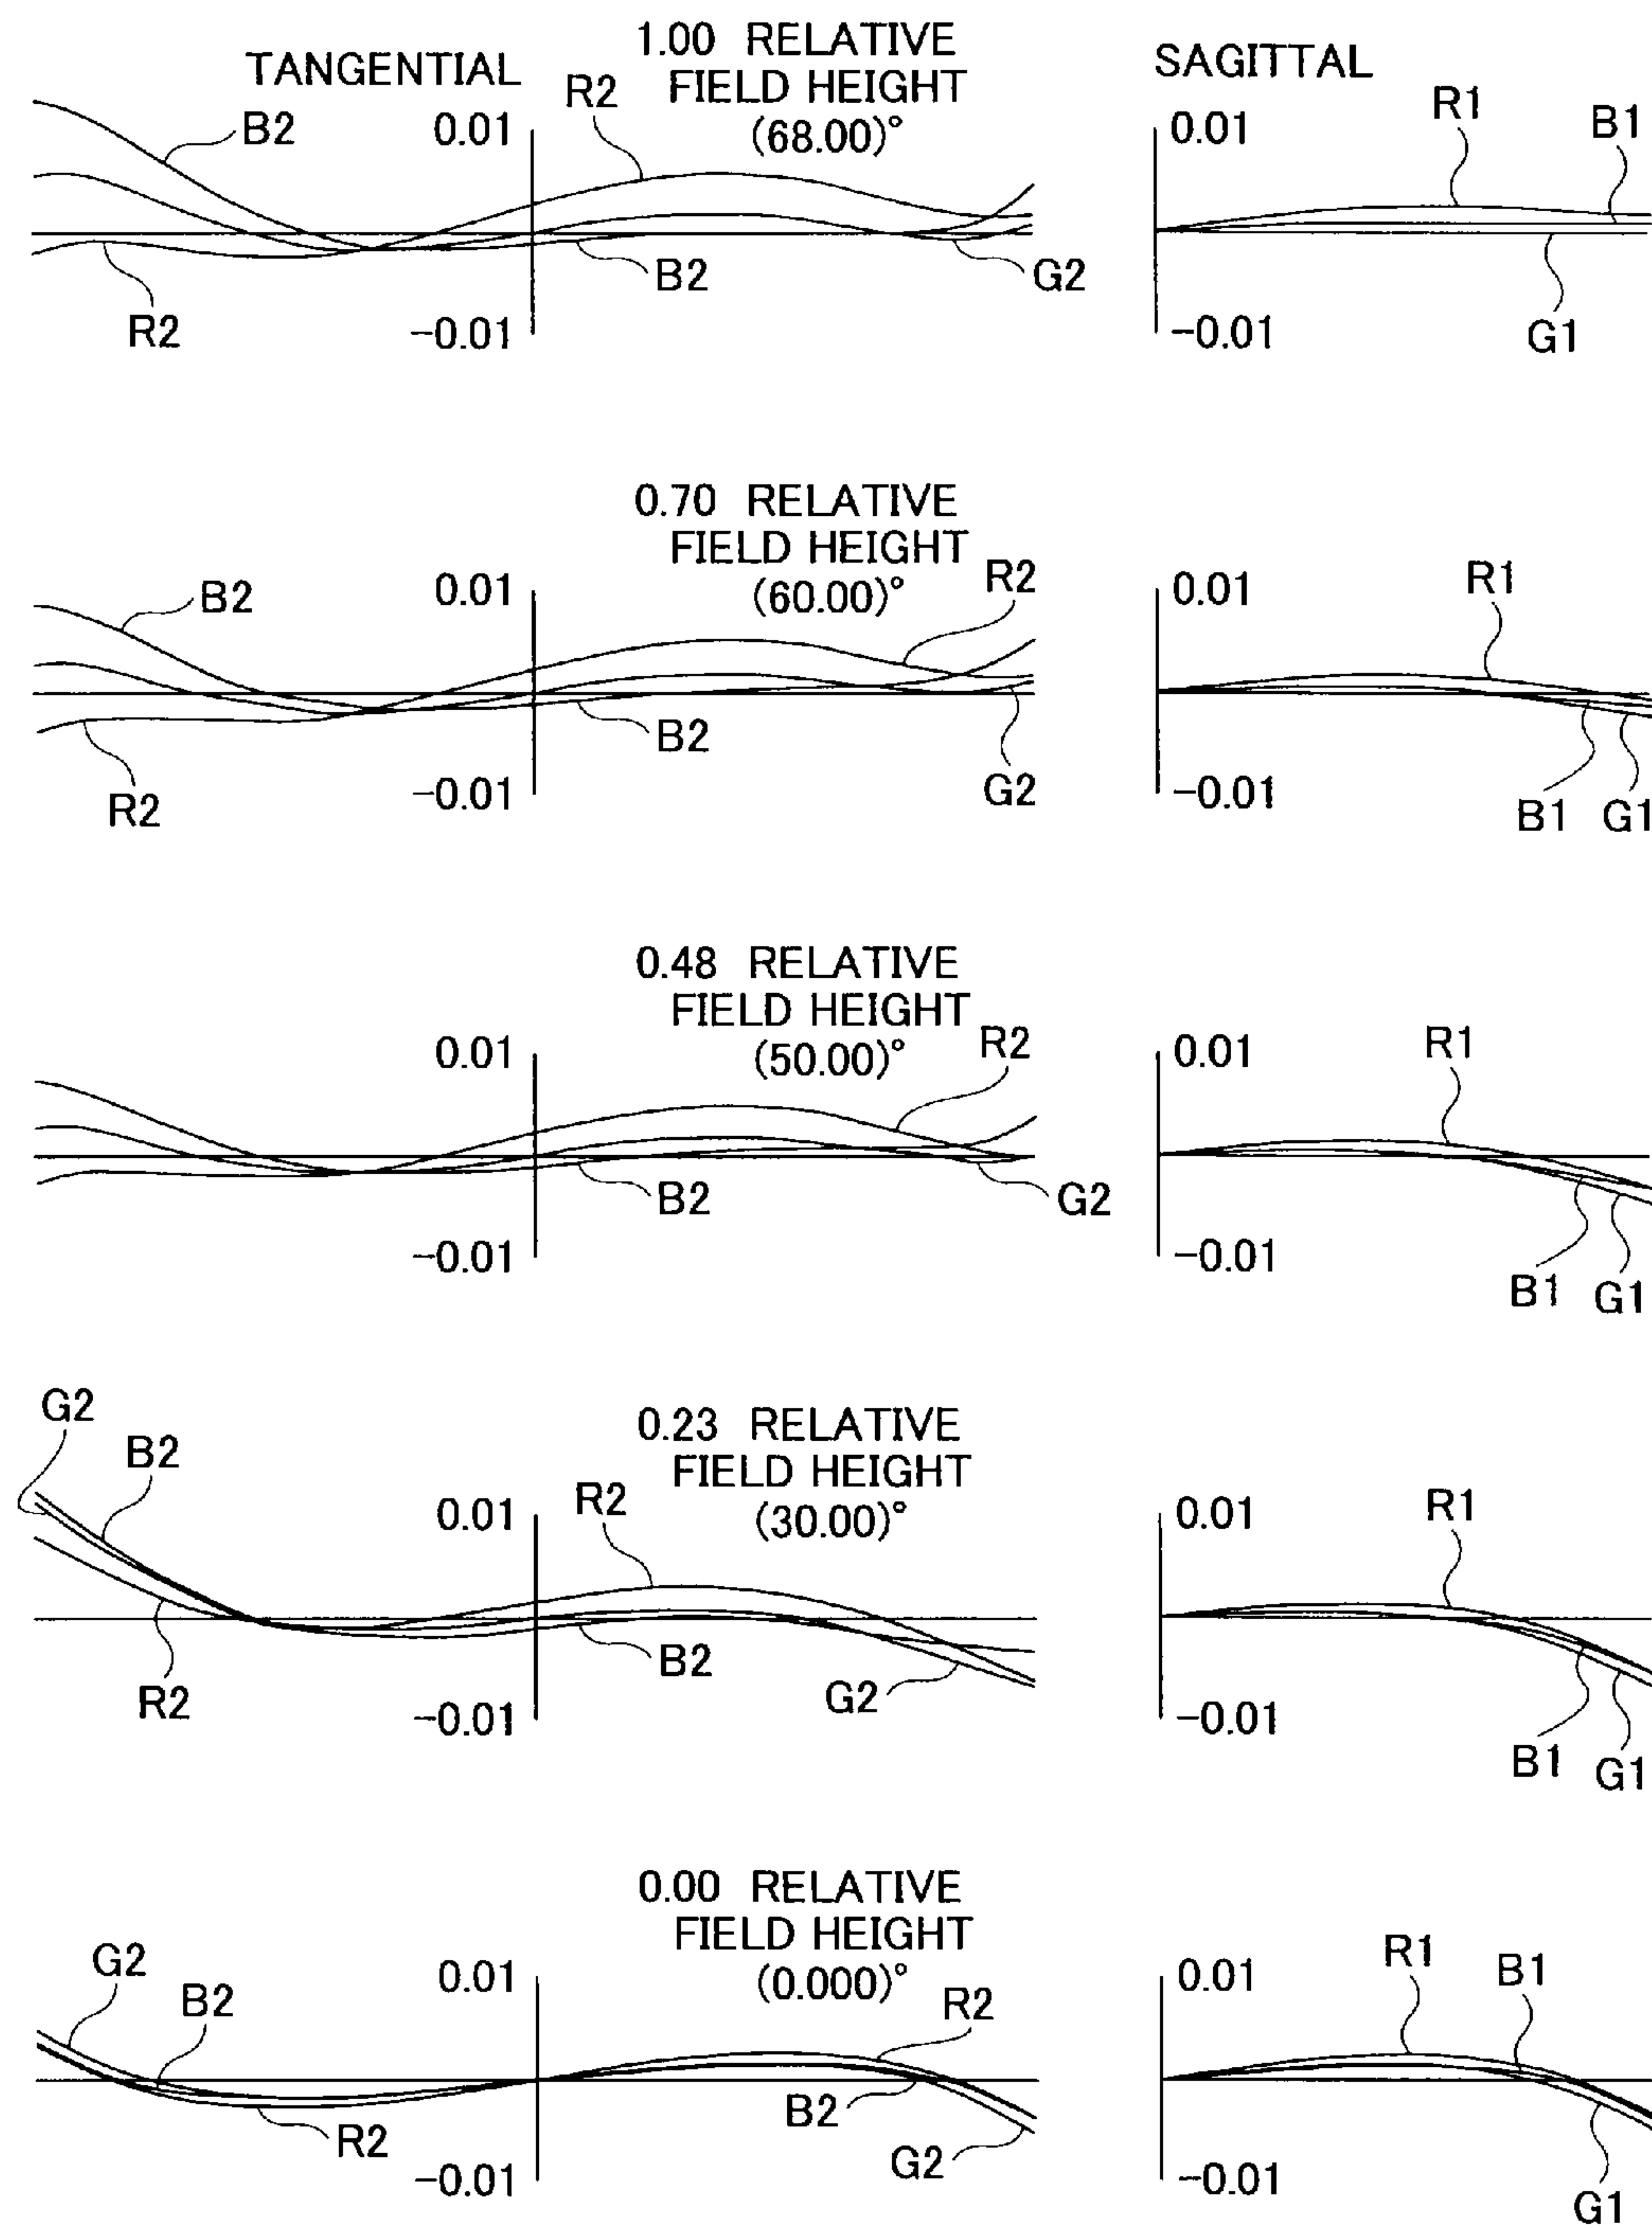 TANGENTIAL
1.00 RELATIVE
FIELD HEIGHT
(68.00)°
SAGITTAL
B2
0.01
R2
R2
−0.01
B2
G2
0.01
R1
B1
−0.01
G1
0.70 RELATIVE
FIELD HEIGHT
(60.00)°
B2
0.01
R2
R2
−0.01
B2
G2
0.01
R1
−0.01
B1
G1
0.48 RELATIVE
FIELD HEIGHT
(50.00)°
0.01
R2
−0.01
B2
G2
0.01
R1
−0.01
B1
G1
0.23 RELATIVE
FIELD HEIGHT
(30.00)°
G2
B2
0.01
R2
R2
−0.01
B2
G2
0.01
R1
−0.01
B1
G1
0.00 RELATIVE
FIELD HEIGHT
(0.000)°
G2
B2
0.01
R2
R2
−0.01
B2
G2
0.01
R1
B1
−0.01
G1